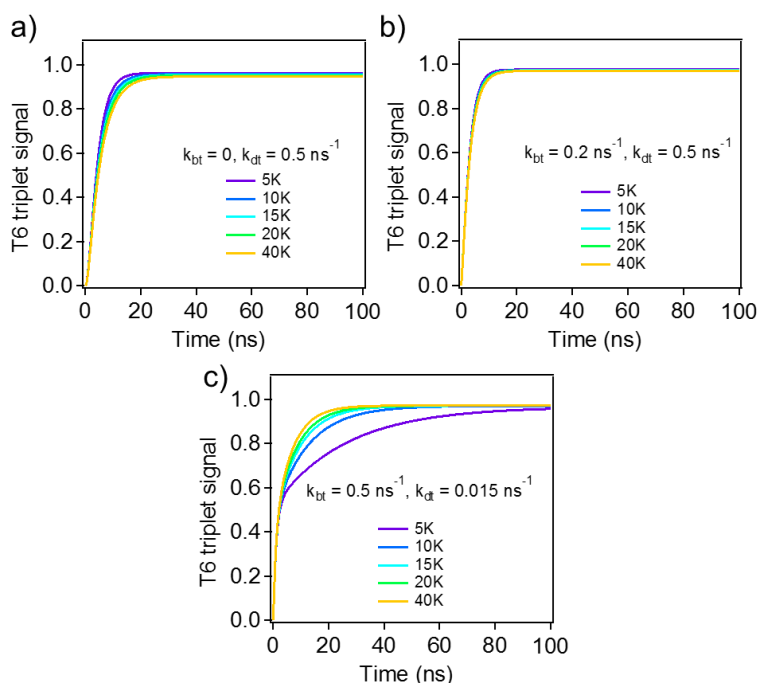 a)
T6 triplet signal
1.0
0.8
0.6
0.4
0.2
0.0
k_bt = 0, k_dt = 0.5 ns⁻¹
5K
10K
15K
20K
40K
0 20 40 60 80 100
Time (ns)
b)
T6 triplet signal
1.0
0.8
0.6
0.4
0.2
0.0
k_bt = 0.2 ns⁻¹, k_dt = 0.5 ns⁻¹
5K
10K
15K
20K
40K
0 20 40 60 80 100
Time (ns)
c)
T6 triplet signal
1.0
0.8
0.6
0.4
0.2
0.0
k_bt = 0.5 ns⁻¹, k_dt = 0.015 ns⁻¹
5K
10K
15K
20K
40K
0 20 40 60 80 100
Time (ns)